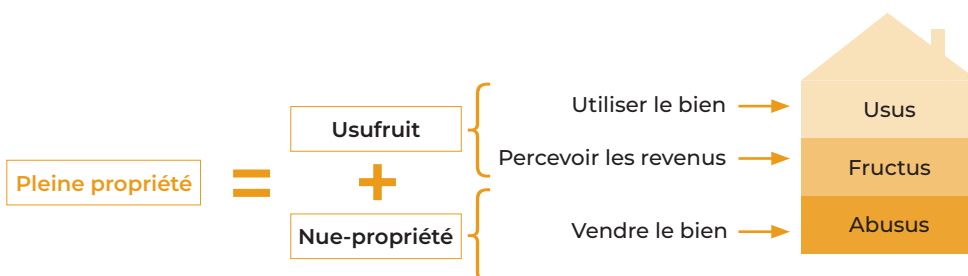 Pleine propriété
=
Usufruit
+
Nue-propriété
Utiliser le bien
Percevoir les revenus
Vendre le bien
Usus
Fructus
Abusus